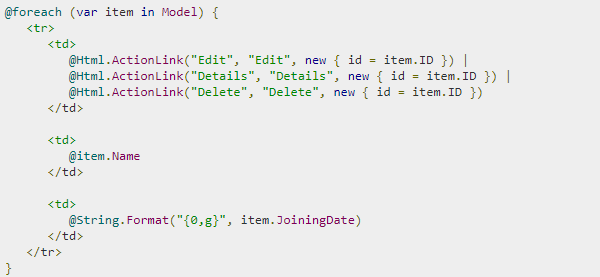 @foreach (var item in Model) {
   <tr>
      <td>
         @Html.ActionLink("Edit", "Edit", new { id = item.ID }) |
         @Html.ActionLink("Details", "Details", new { id = item.ID }) |
         @Html.ActionLink("Delete", "Delete", new { id = item.ID })
      </td>

      <td>
         @item.Name
      </td>

      <td>
         @String.Format("{0,g}", item.JoiningDate)
      </td>
   </tr>
}